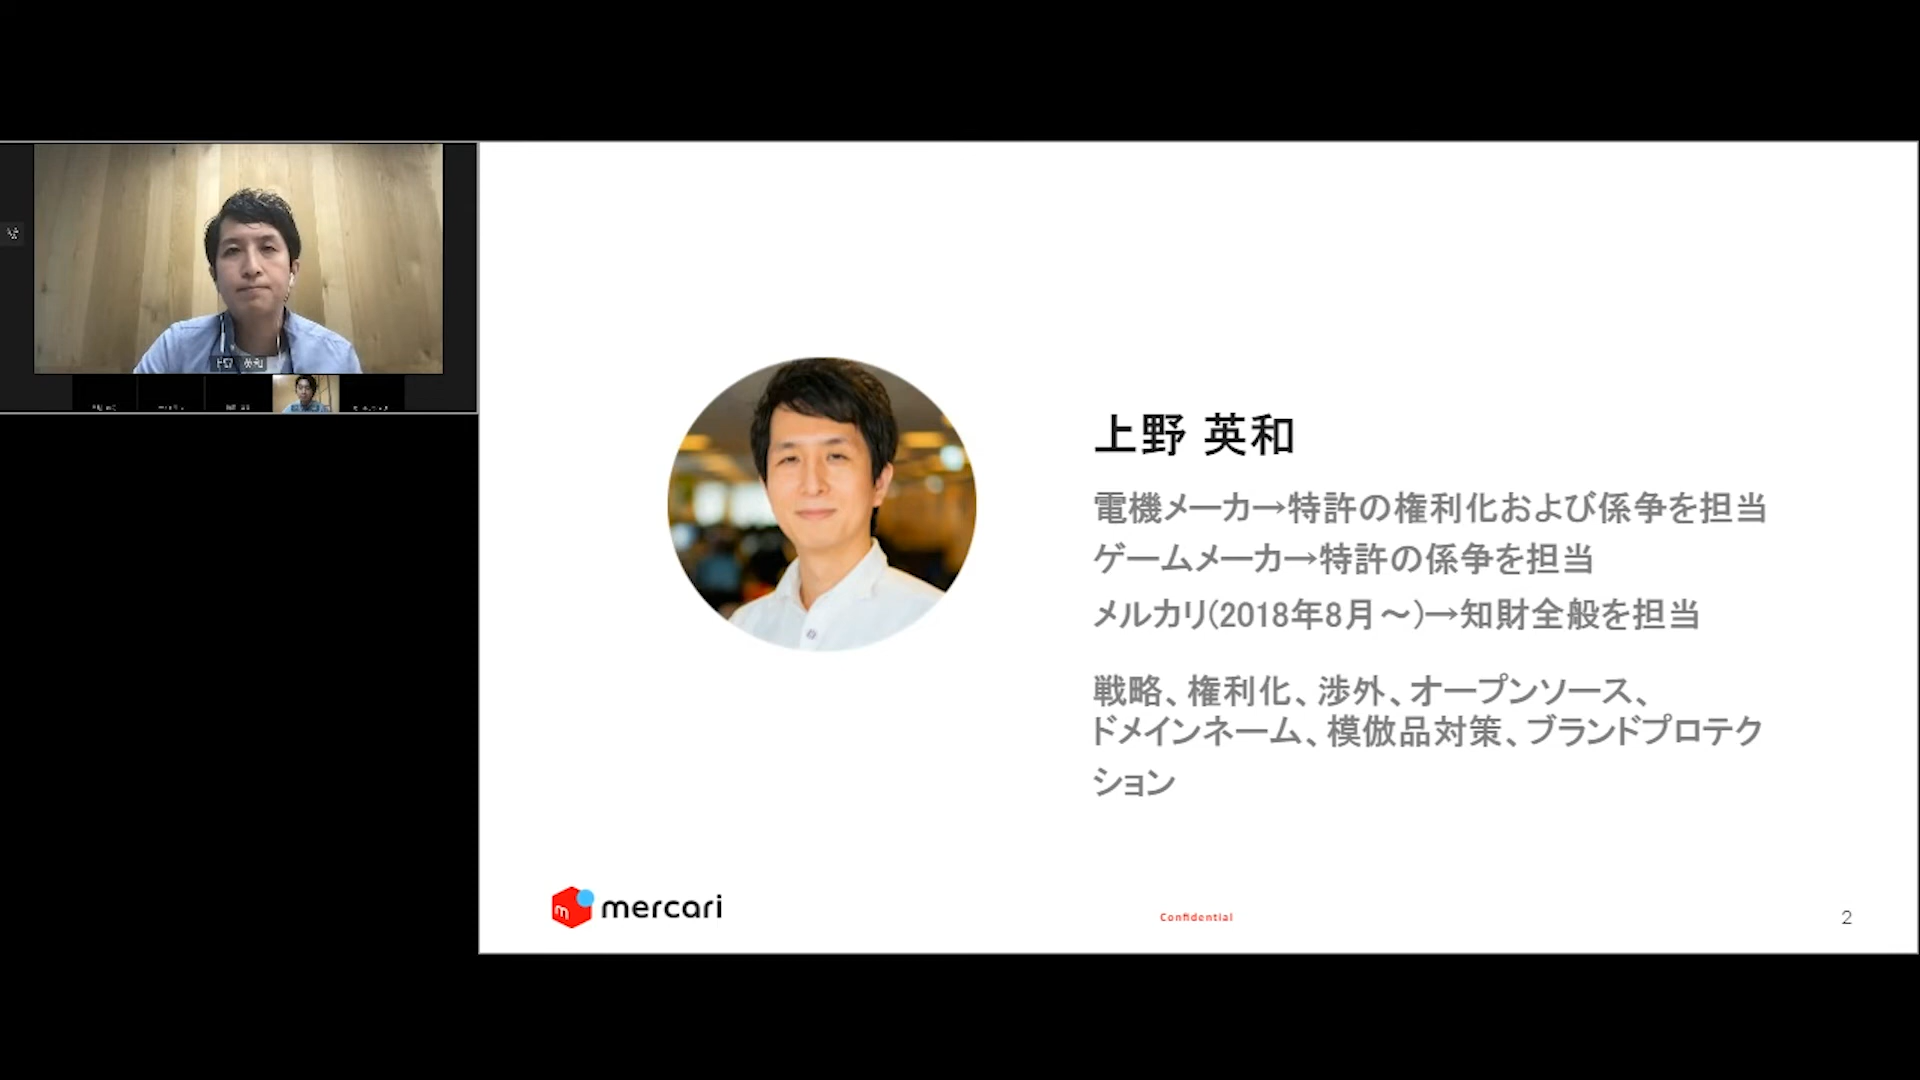 上野 英和
上野 英和
電機メーカ→特許の権利化および係争を担当
ゲームメーカ→特許の係争を担当
メルカリ(2018年8月～)→知財全般を担当
戦略、権利化、渉外、オープンソース、
ドメインネーム、模倣品対策、ブランドプロテク
ション
m mercari
Confidential
2